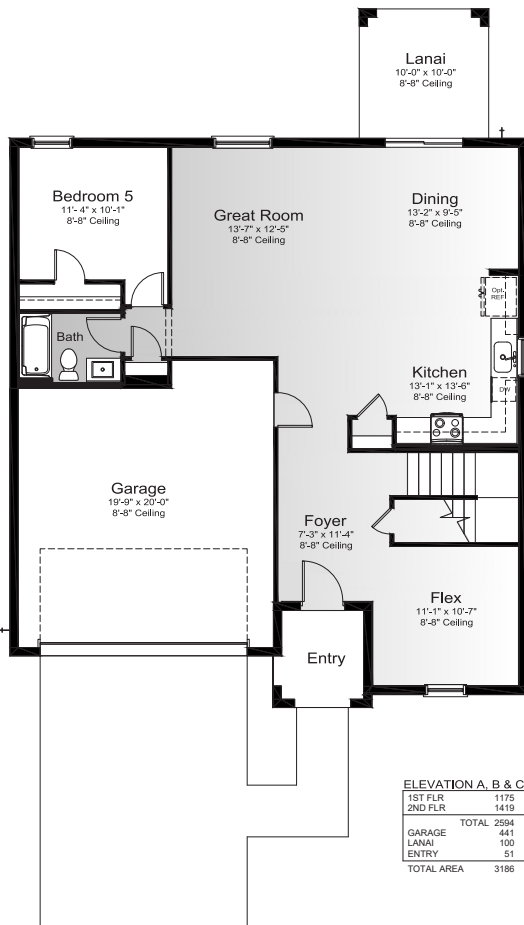 Lanai
10'-0" x 10'-0"
8'-8" Ceiling
Bedroom 5
11'- 4" x 10'-1"
8'-8" Ceiling
Great Room
13'-7" x 12'-5"
8'-8" Ceiling
Dining
13'-2" x 9'-5"
8'-8" Ceiling
Opt.
REF
Bath
Kitchen
13'-1" x 13'-6"
8'-8" Ceiling
DW
Garage
19'-9" x 20'-0"
8'-8" Ceiling
Foyer
7'-3" x 11'-4"
8'-8" Ceiling
Flex
11'-1" x 10'-7"
8'-8" Ceiling
Entry
ELEVATION A, B & C
1ST FLR 1175
2ND FLR 1419
TOTAL 2594
GARAGE 441
LANAI 100
ENTRY 51
TOTAL AREA 3186